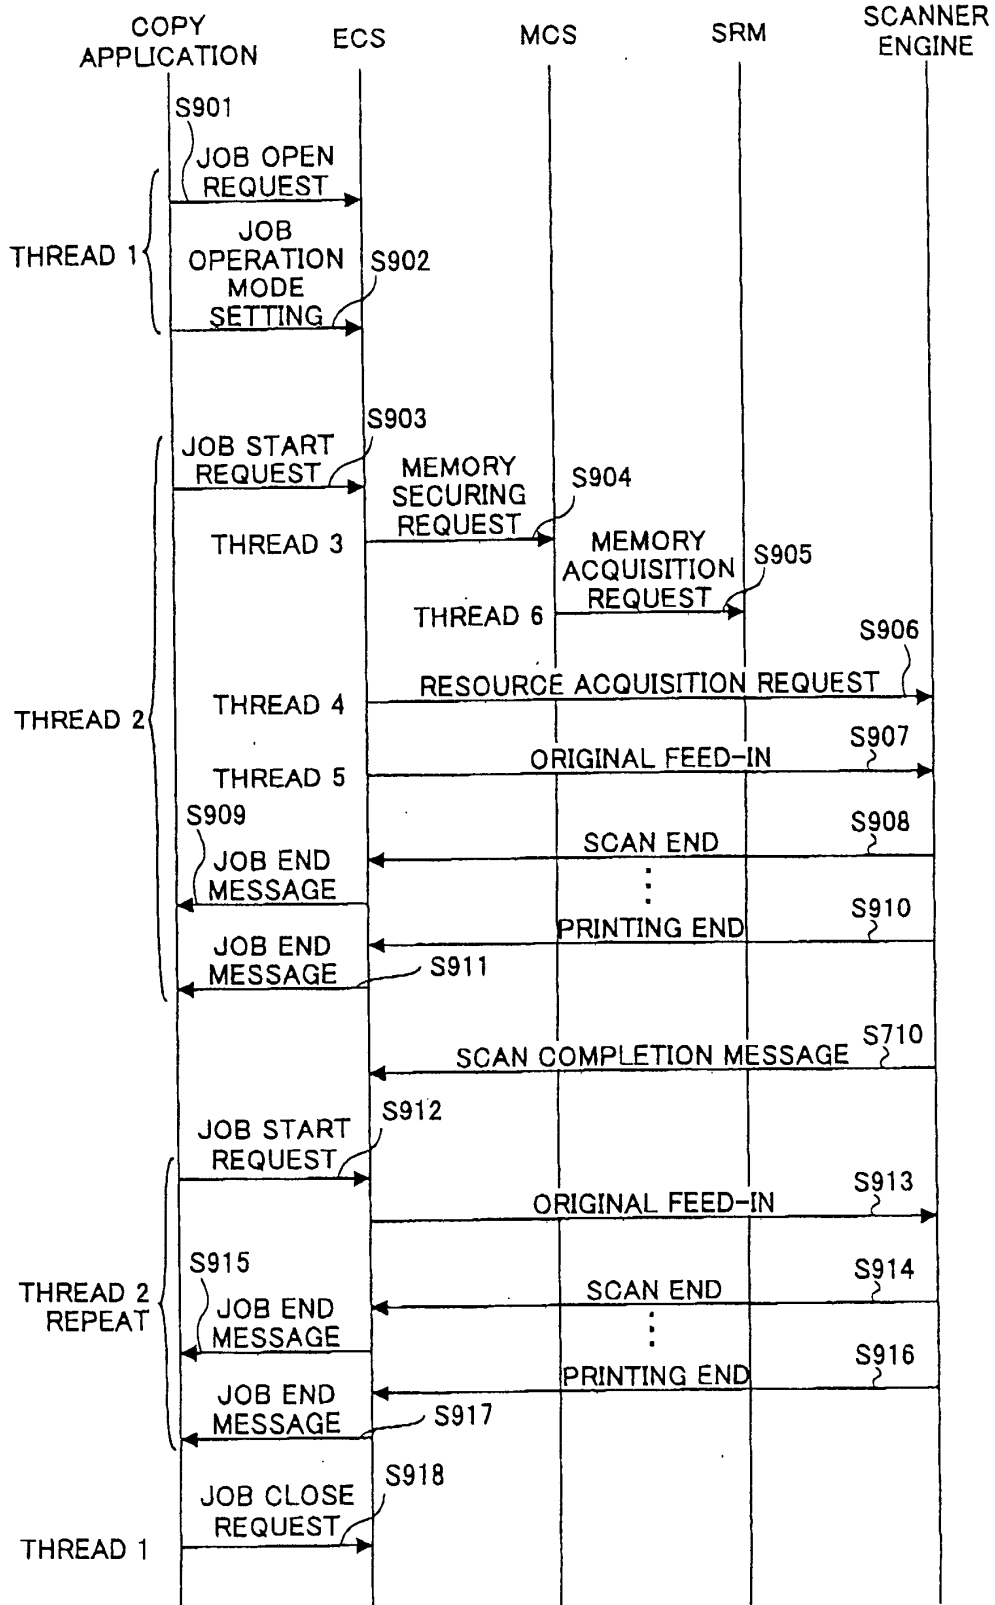 COPY
APPLICATION
ECS
MCS
SRM
SCANNER
ENGINE
S901
JOB OPEN
REQUEST
THREAD 1
JOB
OPERATION
MODE
SETTING
S902
S903
JOB START
REQUEST
MEMORY
SECURING
REQUEST
S904
THREAD 3
MEMORY
ACQUISITION
REQUEST
S905
THREAD 6
S906
RESOURCE ACQUISITION REQUEST
THREAD 4
THREAD 2
S907
ORIGINAL FEED-IN
THREAD 5
S909
S908
SCAN END
JOB END
MESSAGE
S910
PRINTING END
JOB END
MESSAGE
S911
S710
SCAN COMPLETION MESSAGE
S912
JOB START
REQUEST
S913
ORIGINAL FEED-IN
S915
S914
SCAN END
THREAD 2
REPEAT
JOB END
MESSAGE
S916
PRINTING END
JOB END
MESSAGE
S917
S918
JOB CLOSE
REQUEST
THREAD 1